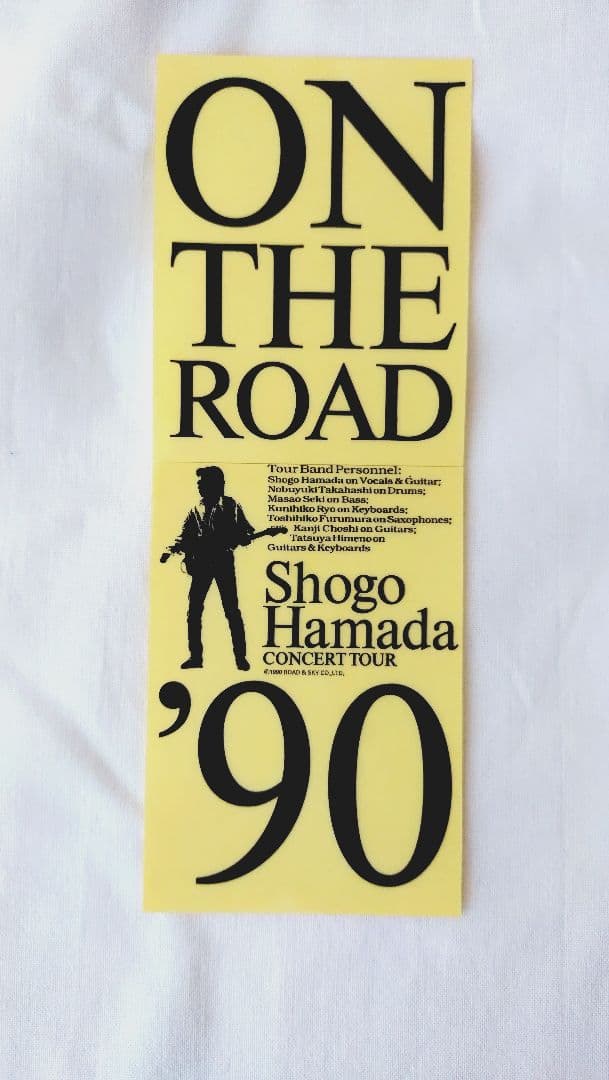 ON
THE
ROAD
Tour Band Personnel:
Shogo Hamada on Vocals & Guitar;
Nobuyuki Takahashi on Drums;
Masao Seki on Bass;
Kunihiko Ryo on Keyboards;
Toshihiko Furumura on Saxophones;
Kanji Choshi on Guitars;
Tatsuya Himeno on
Guitars & Keyboards
Shogo
Hamada
CONCERT TOUR
©1990 ROAD & SKY CO.,LTD.
’90